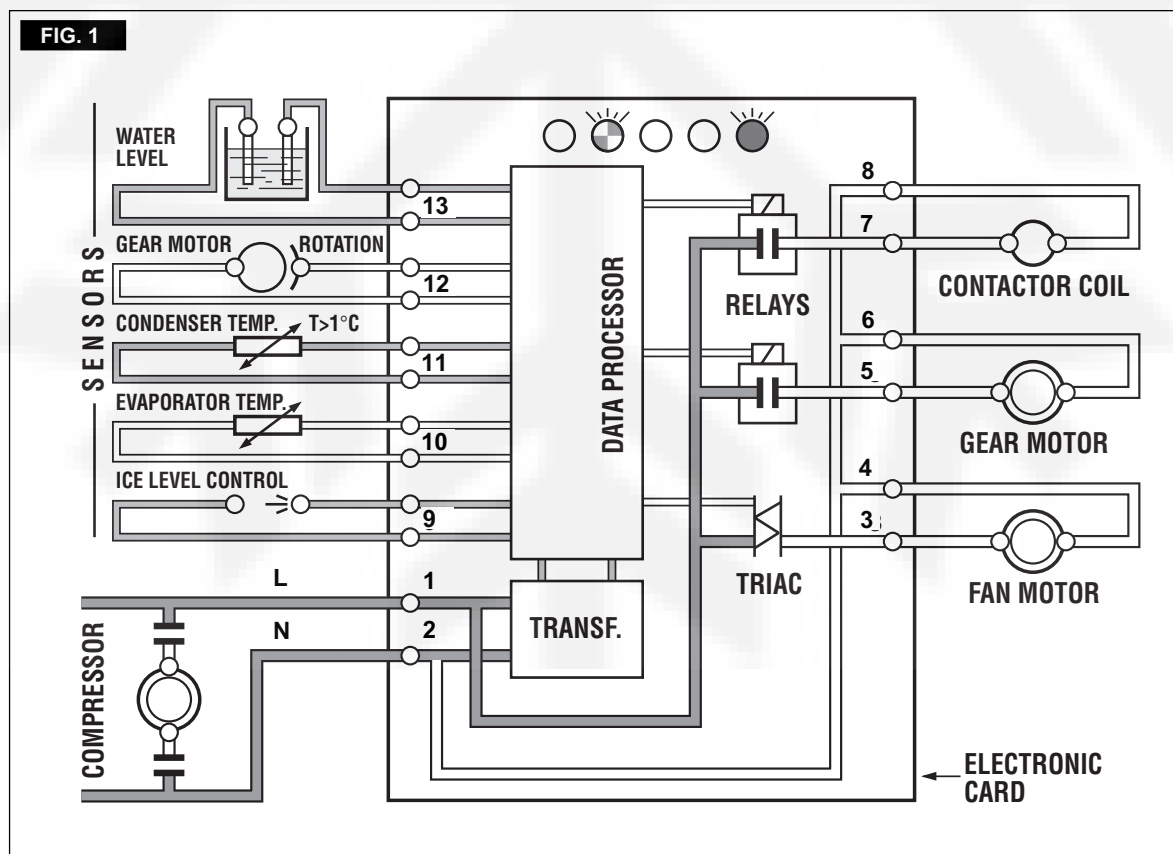 FIG. 1
WATER
LEVEL
13
GEAR MOTOR
ROTATION
12
CONDENSER TEMP.
T>1°C
11
EVAPORATOR TEMP.
10
ICE LEVEL CONTROL
9
SENSORS
L
1
N
2
COMPRESSOR
DATA PROCESSOR
TRANSF.
RELAYS
TRIAC
8
7
CONTACTOR COIL
6
5
GEAR MOTOR
4
3
FAN MOTOR
ELECTRONIC
CARD